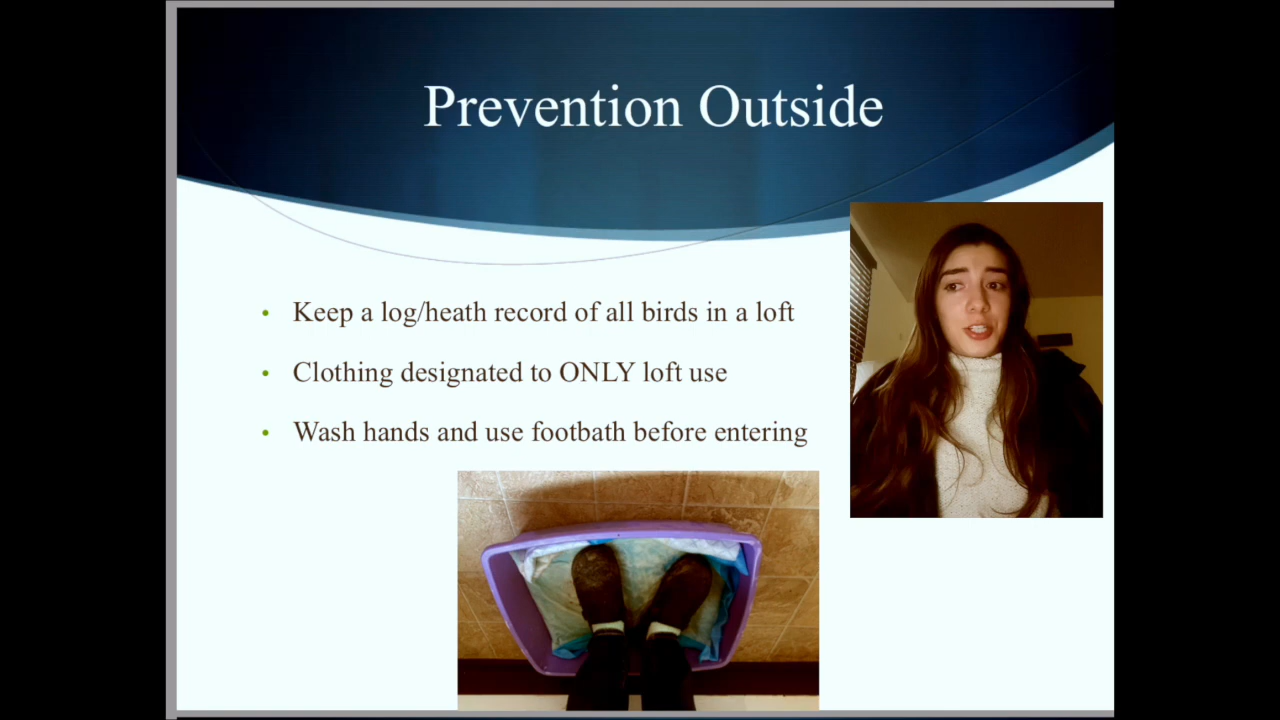 Prevention Outside
• Keep a log/heath record of all birds in a loft
• Clothing designated to ONLY loft use
• Wash hands and use footbath before entering